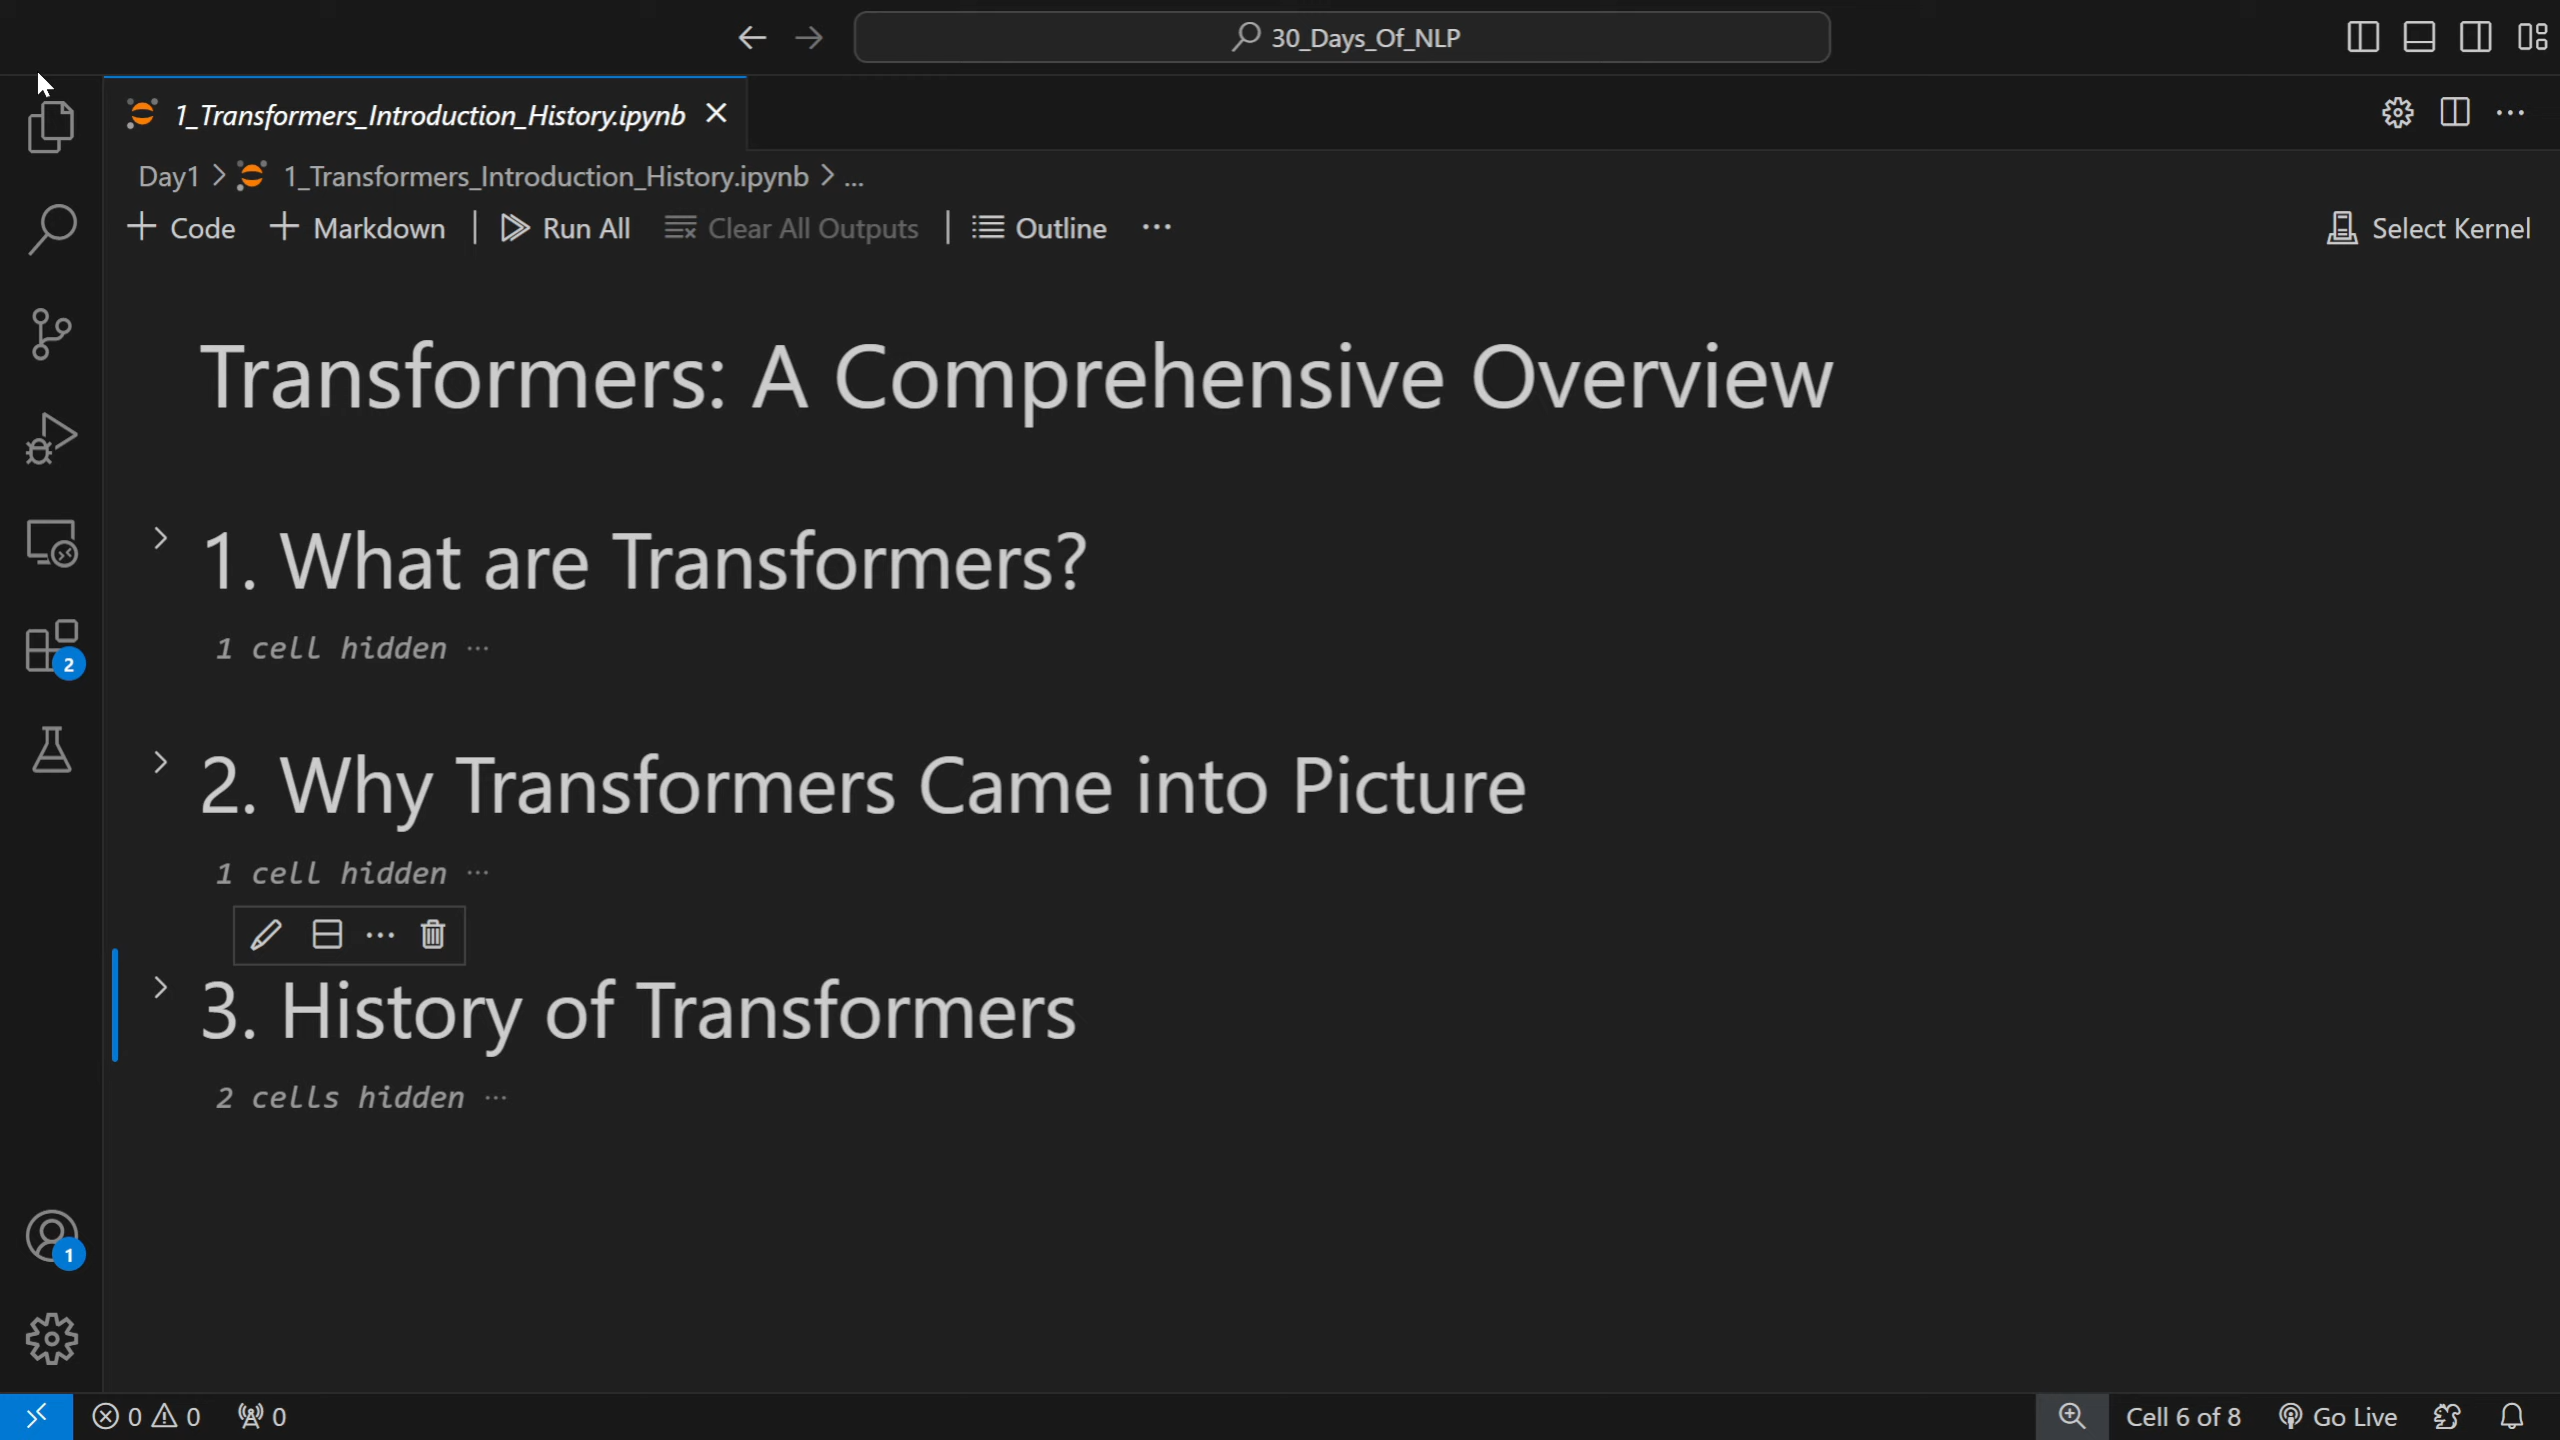 30_Days_Of_NLP
1_Transformers_Introduction_History.ipynb
Day1 > 1_Transformers_Introduction_History.ipynb > ...
+ Code + Markdown | Run All Clear All Outputs | Outline ... Select Kernel
Transformers: A Comprehensive Overview
1. What are Transformers?
1 cell hidden ...
2. Why Transformers Came into Picture
1 cell hidden ...
3. History of Transformers
2 cells hidden ...
2
1
0 0 0 Cell 6 of 8 Go Live